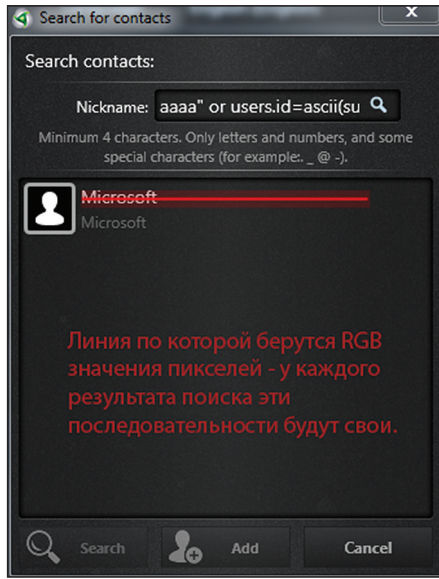 Search for contacts
Search contacts:
Nickname: aaaa" or users.id=ascii(su
Minimum 4 characters. Only letters and numbers, and some
special characters (for example:. _ @ -).
Microsoft
Microsoft
Линия по которой берутся RGB
значения пикселей - у каждого
результата поиска эти
последовательности будут свои.
Search Add Cancel